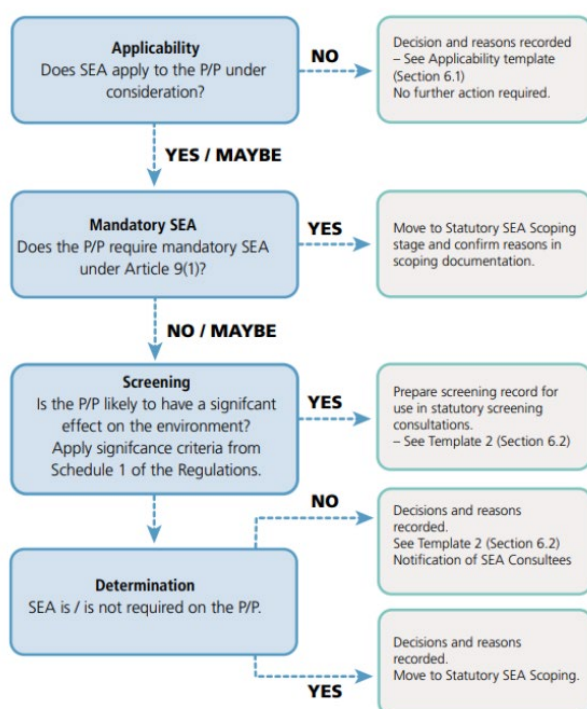 Applicability
Does SEA apply to the P/P under
consideration?
NO
Decision and reasons recorded
– See Applicability template
(Section 6.1)
No further action required.
YES / MAYBE
Mandatory SEA
Does the P/P require mandatory SEA
under Article 9(1)?
YES
Move to Statutory SEA Scoping
stage and confirm reasons in
scoping documentation.
NO / MAYBE
Screening
Is the P/P likely to have a signifcant
effect on the environment?
Apply signifcance criteria from
Schedule 1 of the Regulations.
YES
Prepare screening record for
use in statutory screening
consultations.
– See Template 2 (Section 6.2)
NO
Decisions and reasons
recorded.
See Template 2 (Section 6.2)
Notification of SEA Consultees
Determination
SEA is / is not required on the P/P.
YES
Decisions and reasons
recorded.
Move to Statutory SEA Scoping.